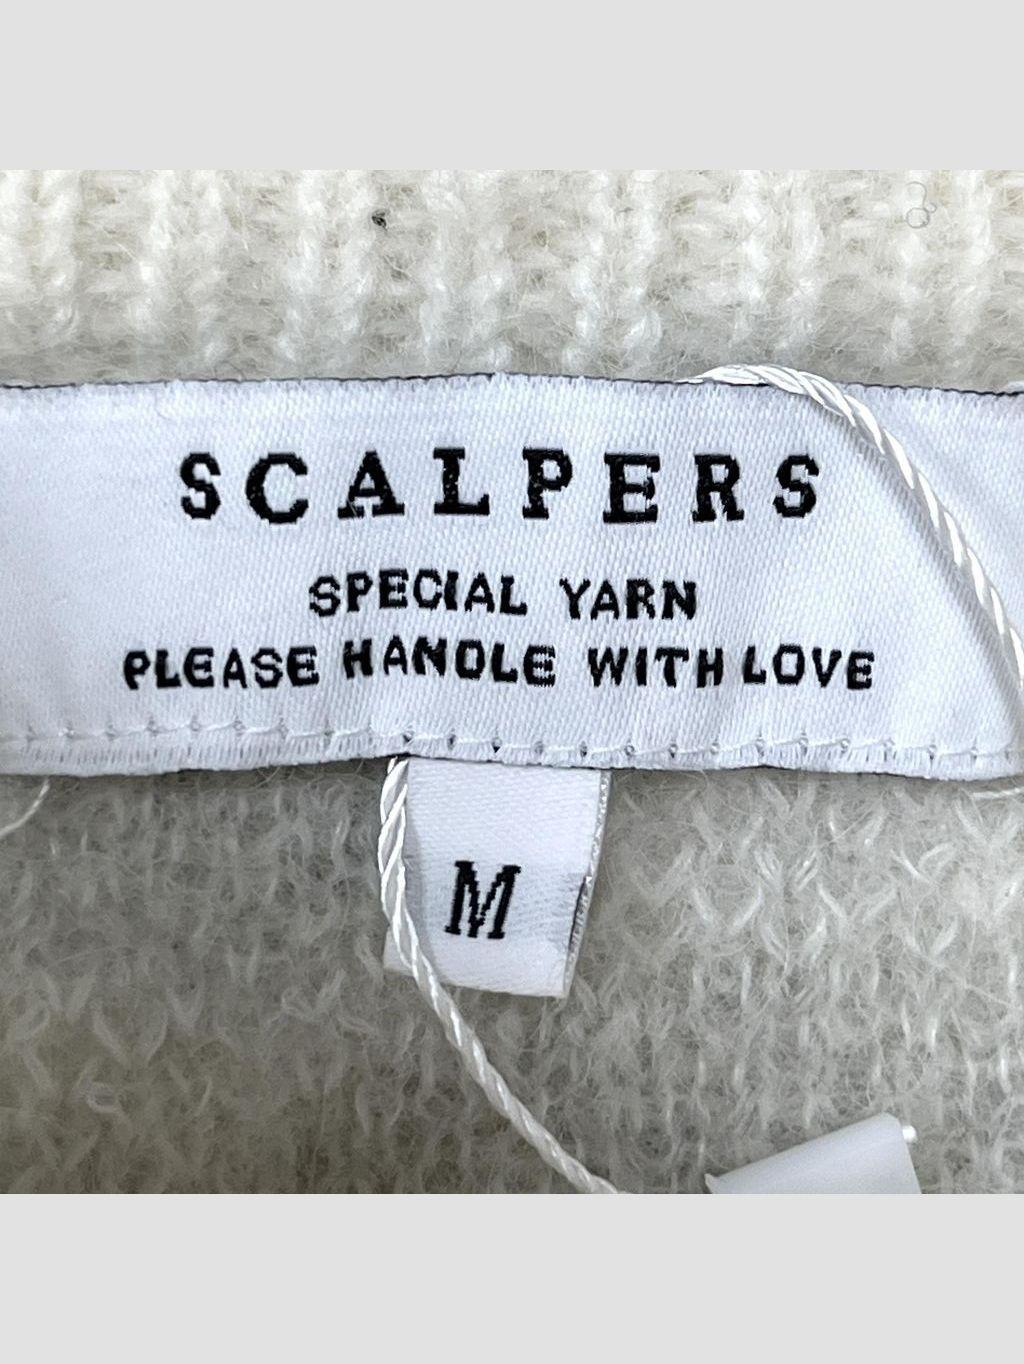 SCALPERS
SPECIAL YARN
PLEASE HANDLE WITH LOVE
M